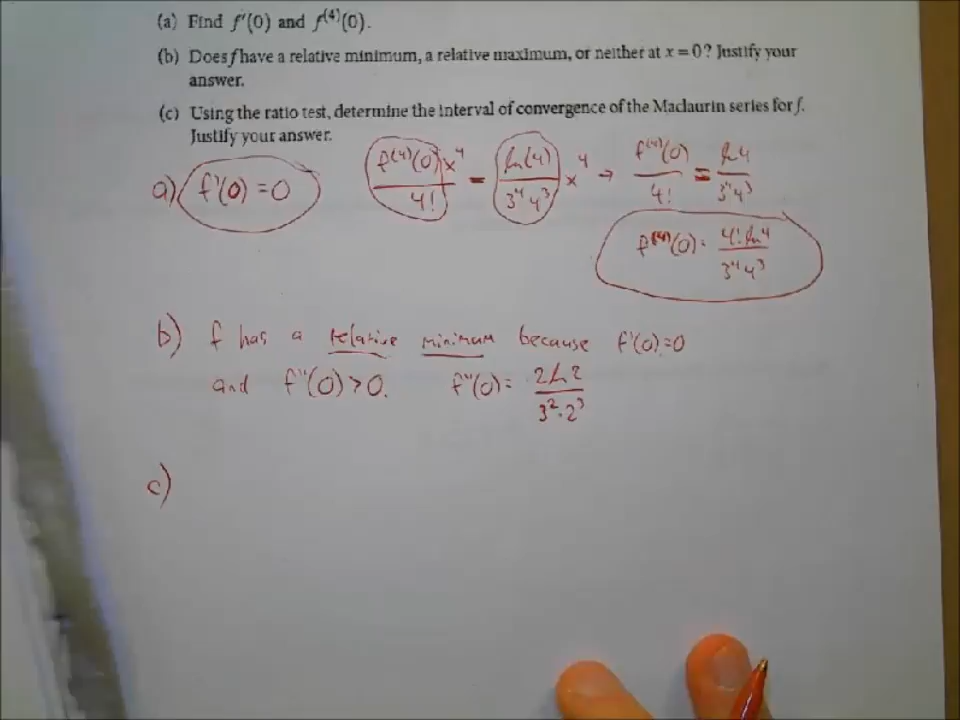 (a) Find f′(0) and f⁽⁴⁾(0).
(b) Does f have a relative minimum, a relative maximum, or neither at x = 0? Justify your
answer.
(c) Using the ratio test, determine the interval of convergence of the Maclaurin series for f.
Justify your answer.
a) f'(0) = 0 f⁽⁴⁾(0)x⁴/4! = ln(4)/3⁴4³ x⁴ → f⁽⁴⁾(0)/4! = ln4/3⁴4³
f⁽⁴⁾(0) = 4! ln4/3⁴4³
b) f has a relative minimum because f'(0)=0
and f''(0) > 0. f''(0) = 2 ln 2/3²·2³
c)